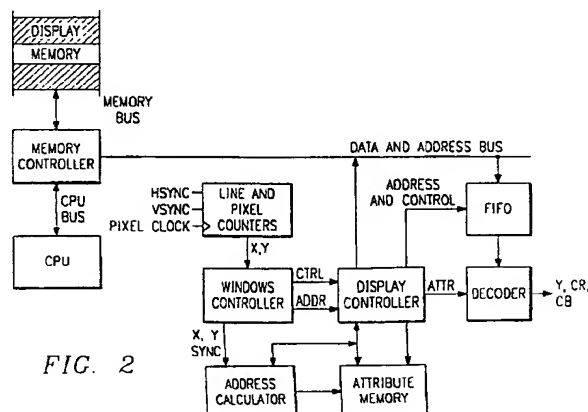 DISPLAY
MEMORY
MEMORY
BUS
MEMORY
CONTROLLER
DATA AND ADDRESS BUS
CPU
BUS
HSYNC
VSYNC
PIXEL CLOCK
LINE AND
PIXEL
COUNTERS
ADDRESS
AND CONTROL
FIFO
CPU
X,Y
WINDOWS
CONTROLLER
CTRL
ADDR
DISPLAY
CONTROLLER
ATTR
DECODER
Y, CR,
CB
X, Y
SYNC
FIG. 2
ADDRESS
CALCULATOR
ATTRIBUTE
MEMORY